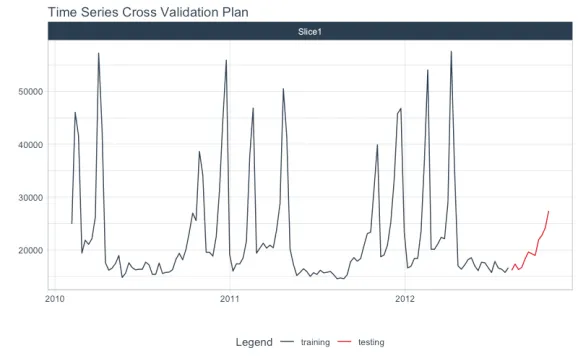 Time Series Cross Validation Plan
Slice1
50000
40000
30000
20000
2010 2011 2012
Legend training testing